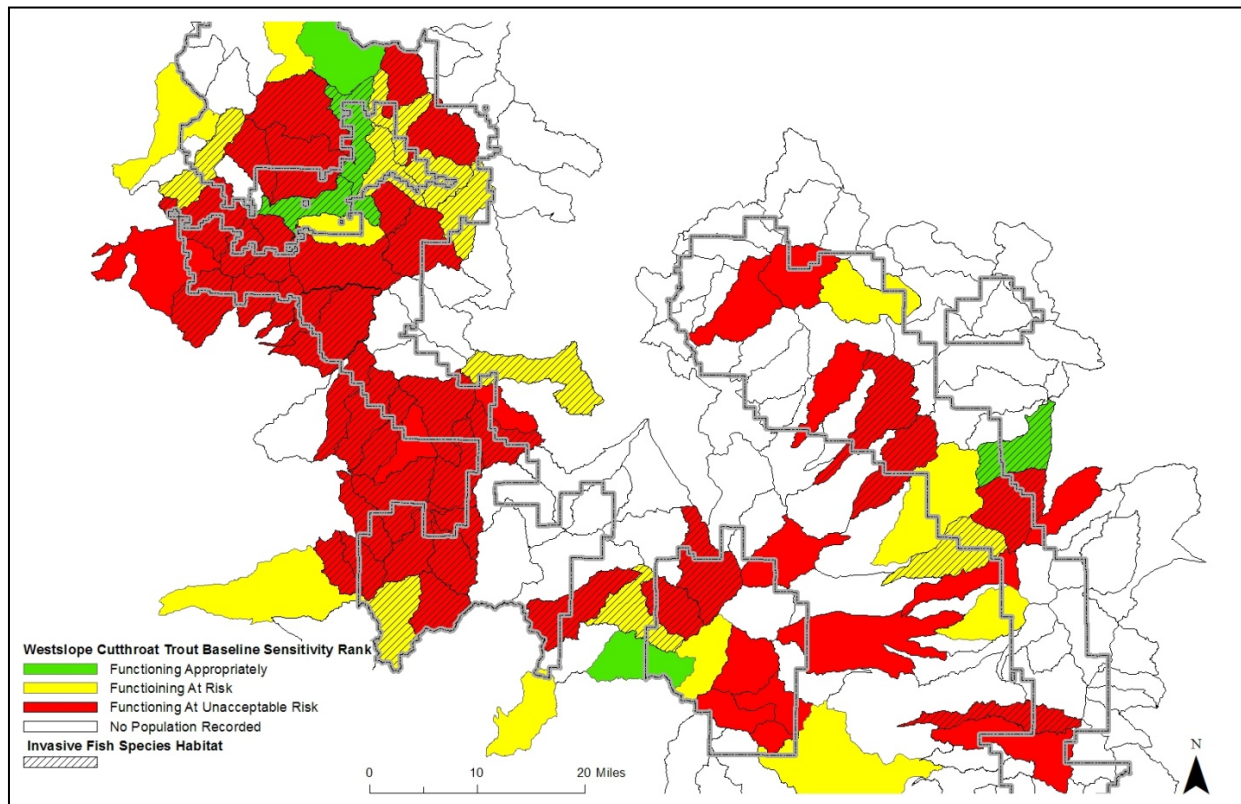 Westslope Cutthroat Trout Baseline Sensitivity Rank
Functioning Appropriately
Functioining At Risk
Functioning At Unacceptable Risk
No Population Recorded
Invasive Fish Species Habitat
0 10 20 Miles
N